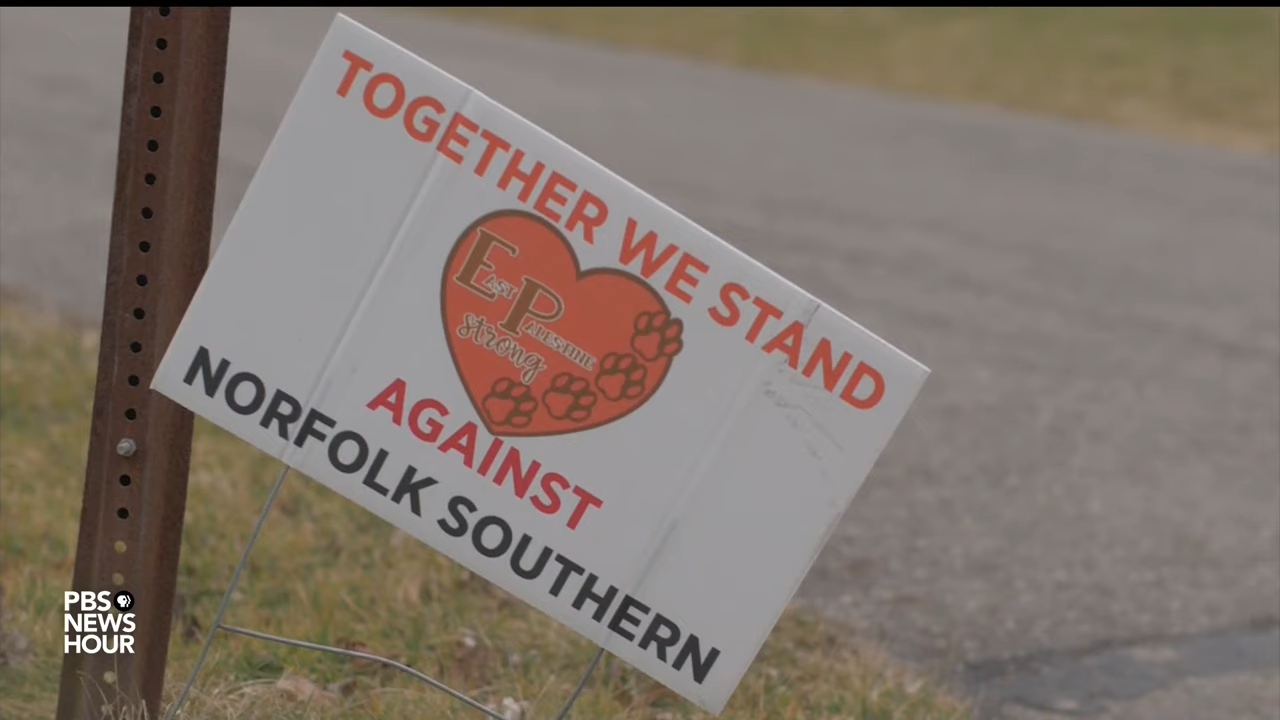 TOGETHER WE STAND
EAST PALESTINE
strong
AGAINST
NORFOLK SOUTHERN
PBS
NEWS
HOUR